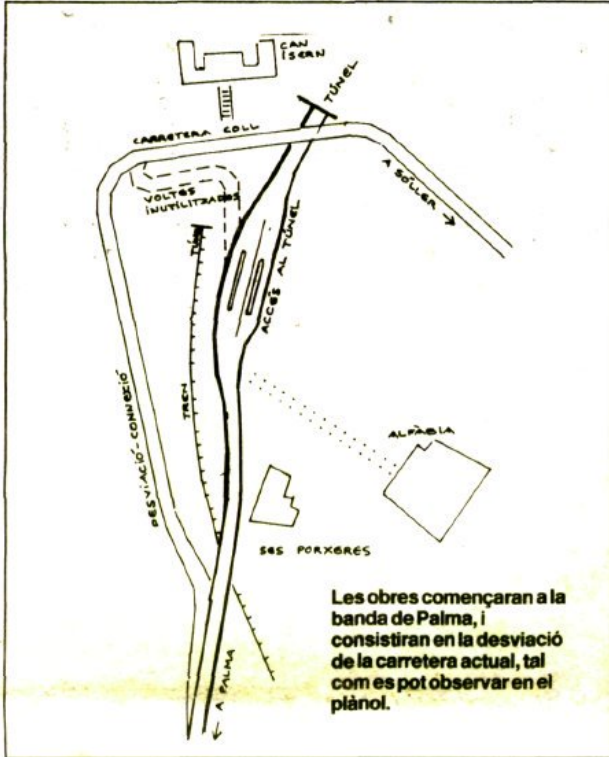 CAN
ISERN
TÚNEL
CARRETERA COLL
A SÓLLER
VOLTES
INUTILITZADES
TÚNEL
ACCÉS AL TÚNEL
TREN
DESVIACIÓ-CONNEXIÓ
ALFÀBIA
SES PORXERES
A PALMA
Les obres començaran a la
banda de Palma, i
consistiran en la desviació
de la carretera actual, tal
com es pot observar en el
plànol.